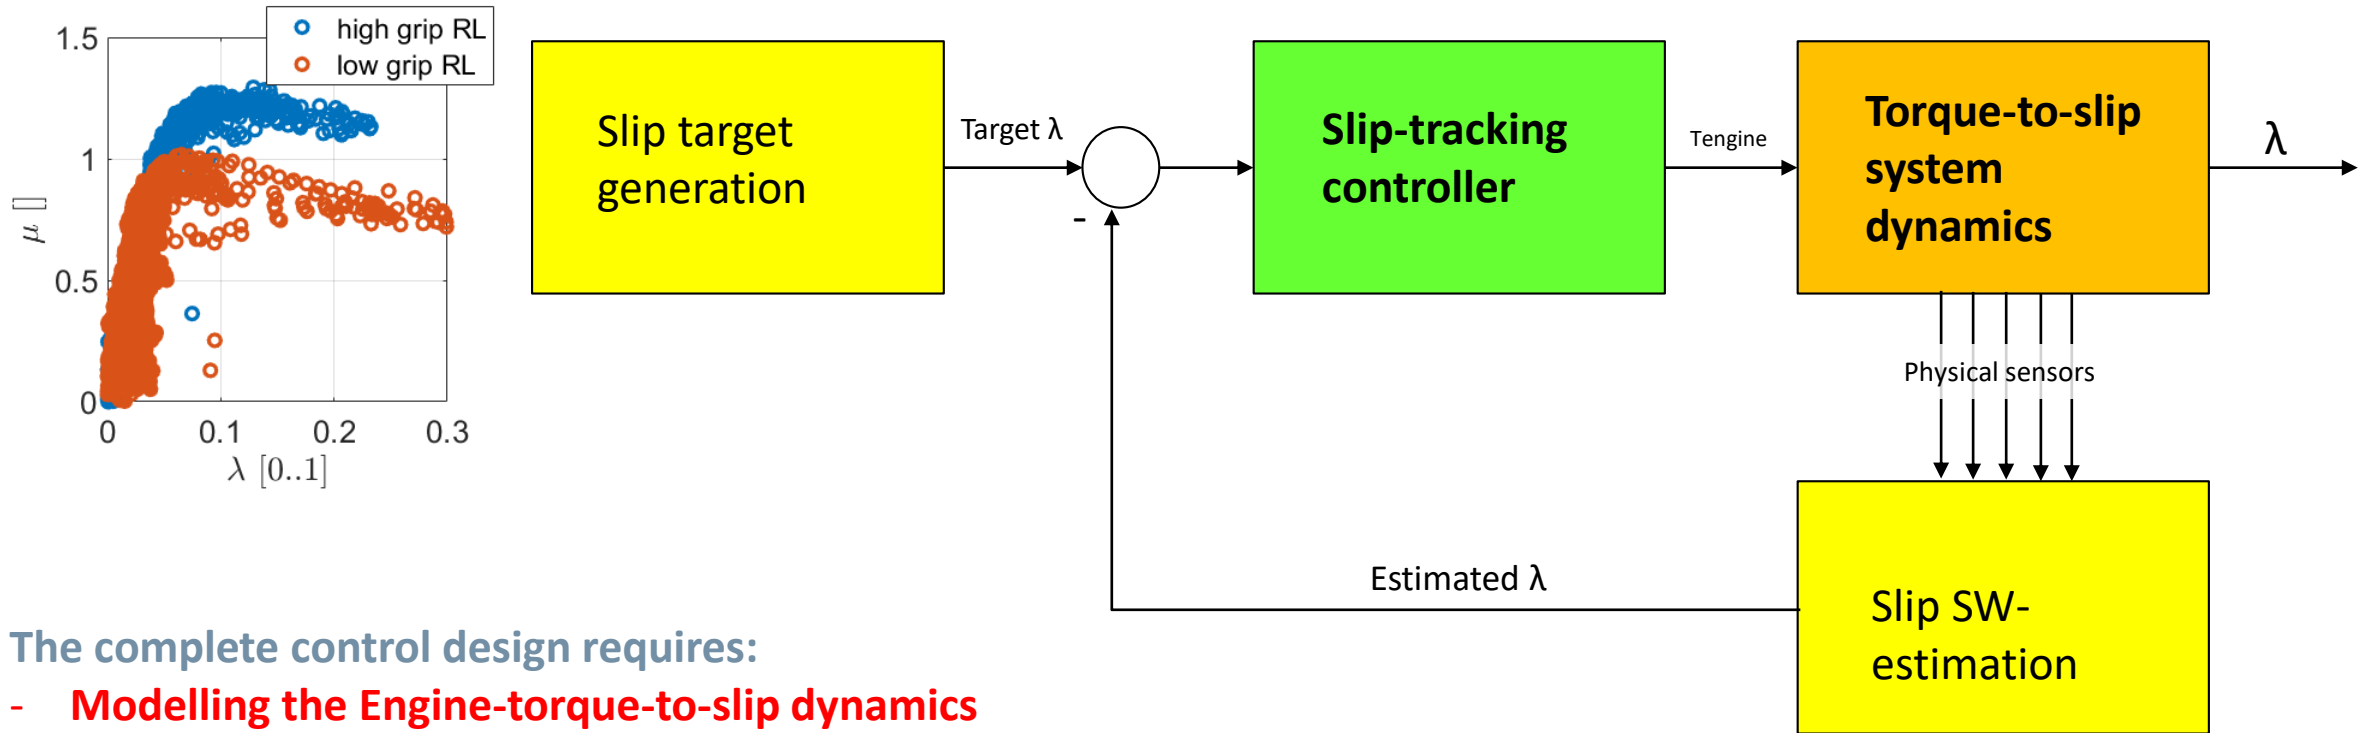 high grip RL
low grip RL
1.5
1
0.5
0
0
0.1
0.2
0.3
μ []
λ [0..1]
Slip target
generation
Target λ
-
Slip-tracking
controller
Tengine
Torque-to-slip
system
dynamics
λ
Physical sensors
Estimated λ
Slip SW-
estimation
The complete control design requires:
- Modelling the Engine-torque-to-slip dynamics